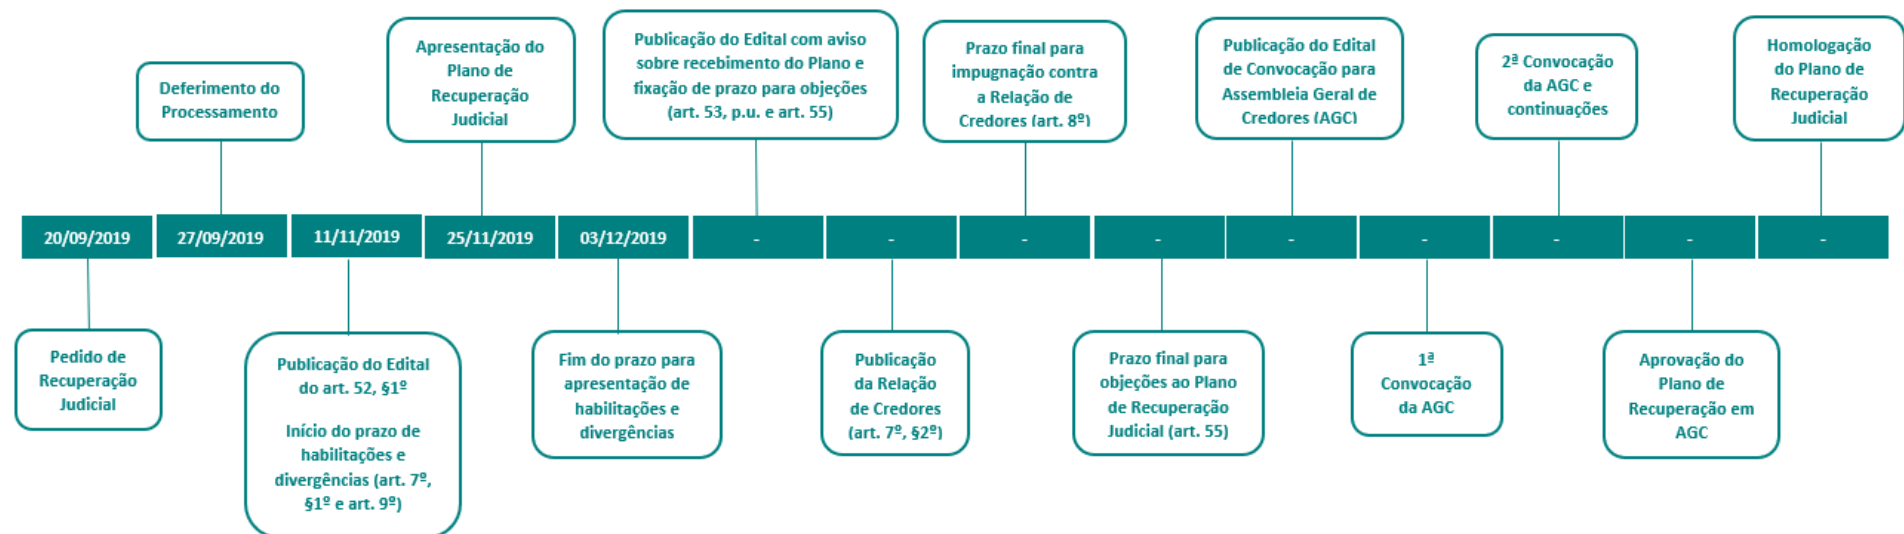 Deferimento do
Processamento
Apresentação do
Plano de
Recuperação
Judicial
Publicação do Edital com aviso
sobre recebimento do Plano e
fixação de prazo para objeções
(art. 53, p.u. e art. 55)
Prazo final para
impugnação contra
a Relação de
Credores (art. 8º)
Publicação do Edital
de Convocação para
Assembleia Geral de
Credores (AGC)
2ª Convocação
da AGC e
continuações
Homologação
do Plano de
Recuperação
Judicial
20/09/2019
27/09/2019
11/11/2019
25/11/2019
03/12/2019
-
-
-
-
-
-
-
-
-
Pedido de
Recuperação
Judicial
Publicação do Edital
do art. 52, §1º
Início do prazo de
habilitações e
divergências (art. 7º,
§1º e art. 9º)
Fim do prazo para
apresentação de
habilitações e
divergências
Publicação
da Relação
de Credores
(art. 7º, §2º)
Prazo final para
objeções ao Plano
de Recuperação
Judicial (art. 55)
1ª
Convocação
da AGC
Aprovação do
Plano de
Recuperação em
AGC